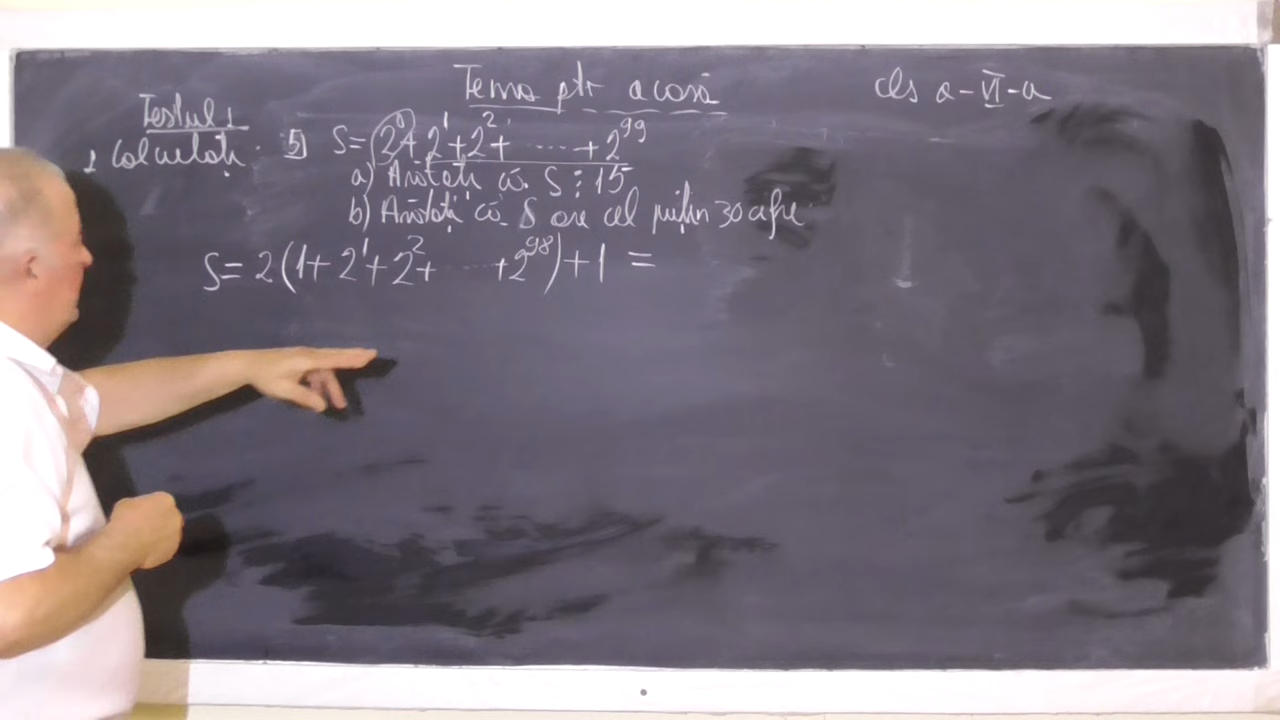 Tema ptr acasă
cls a-VI-a
Testul 1
1 Calculați.
5 S=2⁰+2¹+2²+ ..... +2⁹⁹
a) Arătați că S⋮15
b) Arătați că S are cel puțin 30 cifre.
S=2(1+2¹+2²+ .... +2⁹⁸)+1 =